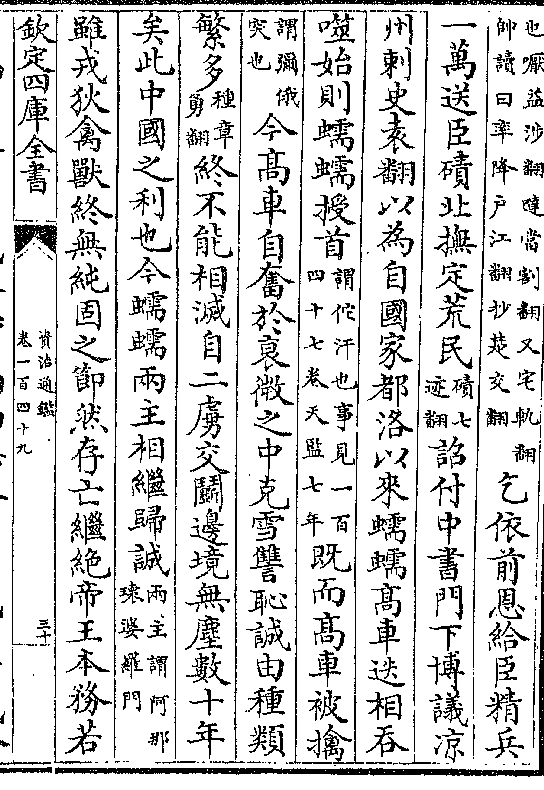 也厭益涉翻噠當割翻又宅軌翻
帥讀曰率降戶江翻抄楚交翻
乞依前恩給臣精兵
一萬送臣磧北撫定荒民磧七迹翻詔付中書門下博議涼
州刺史袁翻以為自國家都洛以來蠕蠕髙車迭相吞
噬始則蠕蠕授首謂佗汗也事見一百四十七卷天監七年既而髙車被擒
謂彌俄突也今髙車自奮於衰微之中克雪讐恥誠由種類
繁多種章勇翻終不能相滅自二虜交鬭邊境無塵數十年
矣此中國之利也今蠕蠕兩主相繼歸誠兩主謂阿那瓌婆羅門
雖戎狄禽獸終無純固之節然存亡繼絶帝王本務若
欽定四庫全書
資治通鑑
卷一百四十九
三十